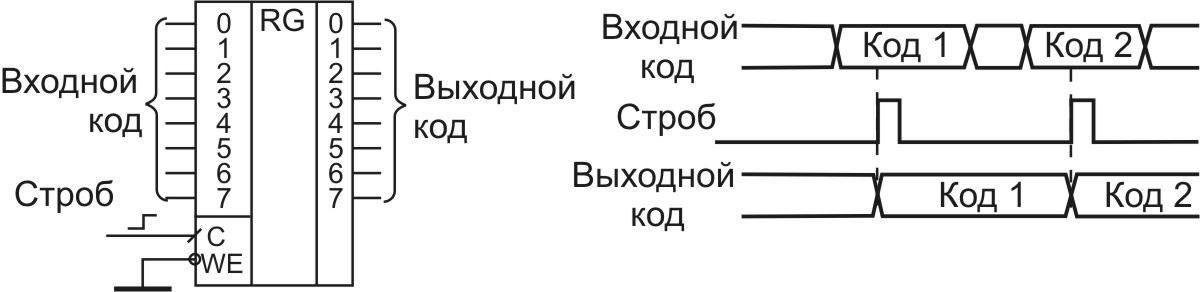 RG
Входной
код
0
1
2
3
4
5
6
7
0
1
2
3
4
5
6
7
Выходной
код
Строб
C
WE
Входной
код
Код 1
Код 2
Строб
Выходной
код
Код 1
Код 2